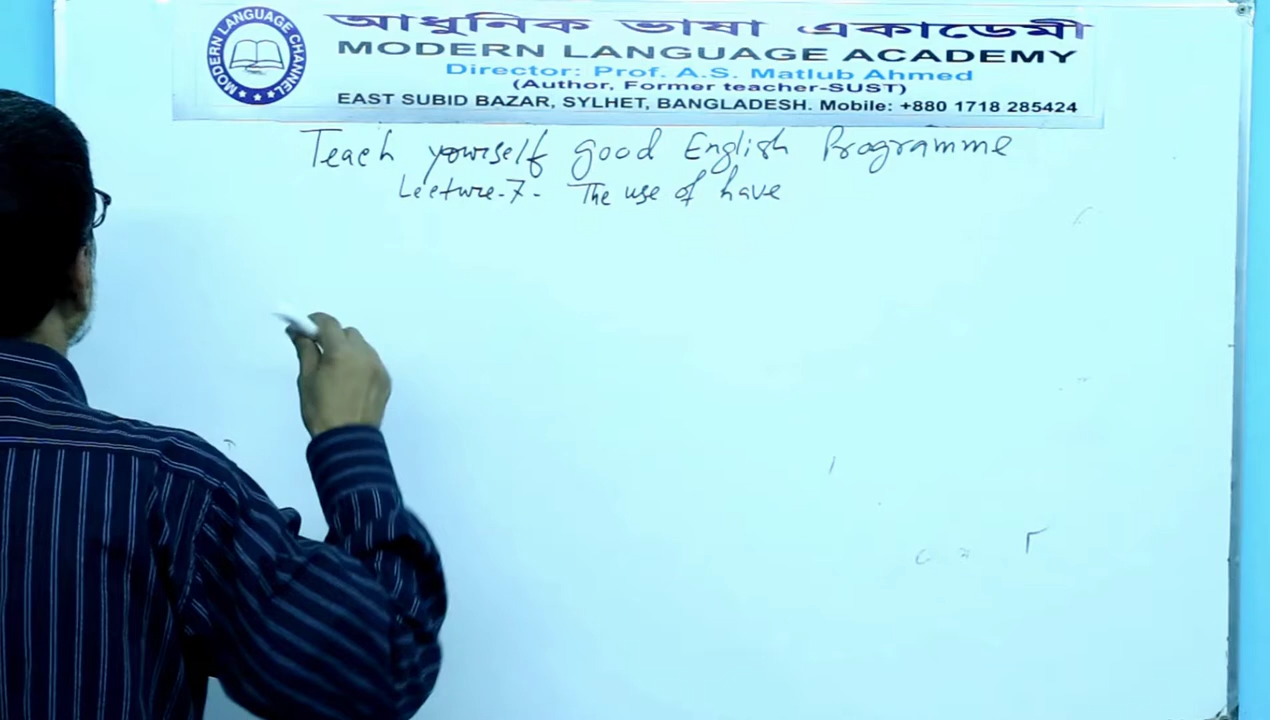 MODERN LANGUAGE CHANNEL
আধুনিক ভাষা একাডেমী
MODERN LANGUAGE ACADEMY
Director: Prof. A.S. Matlub Ahmed
(Author, Former teacher-SUST)
EAST SUBID BAZAR, SYLHET, BANGLADESH. Mobile: +880 1718 285424
Teach yourself good English Programme
Lecture-7- The use of have